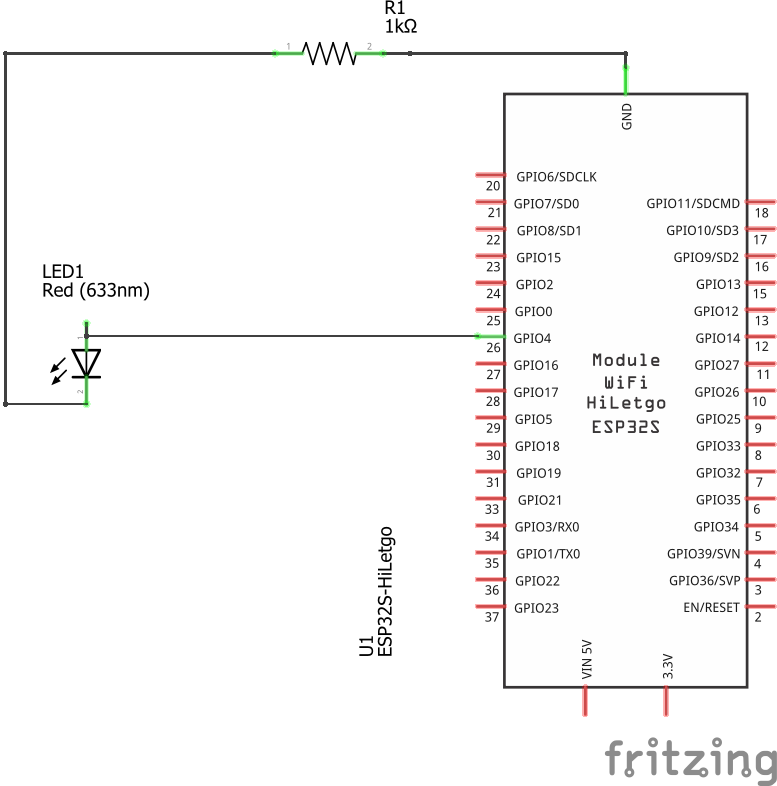 R1
1kΩ
1
2
GND
LED1
Red (633nm)
1
2
20 GPIO6/SDCLK
21 GPIO7/SD0
22 GPIO8/SD1
23 GPIO15
24 GPIO2
25 GPIO0
26 GPIO4
27 GPIO16
28 GPIO17
29 GPIO5
30 GPIO18
31 GPIO19
33 GPIO21
34 GPIO3/RX0
35 GPIO1/TX0
36 GPIO22
37 GPIO23
Module
WiFi
HiLetgo
ESP32S
GPIO11/SDCMD 18
GPIO10/SD3 17
GPIO9/SD2 16
GPIO13 15
GPIO12 13
GPIO14 12
GPIO27 11
GPIO26 10
GPIO25 9
GPIO33 8
GPIO32 7
GPIO35 6
GPIO34 5
GPIO39/SVN 4
GPIO36/SVP 3
EN/RESET 2
U1
ESP32S-HiLetgo
VIN 5V
3.3V
fritzing